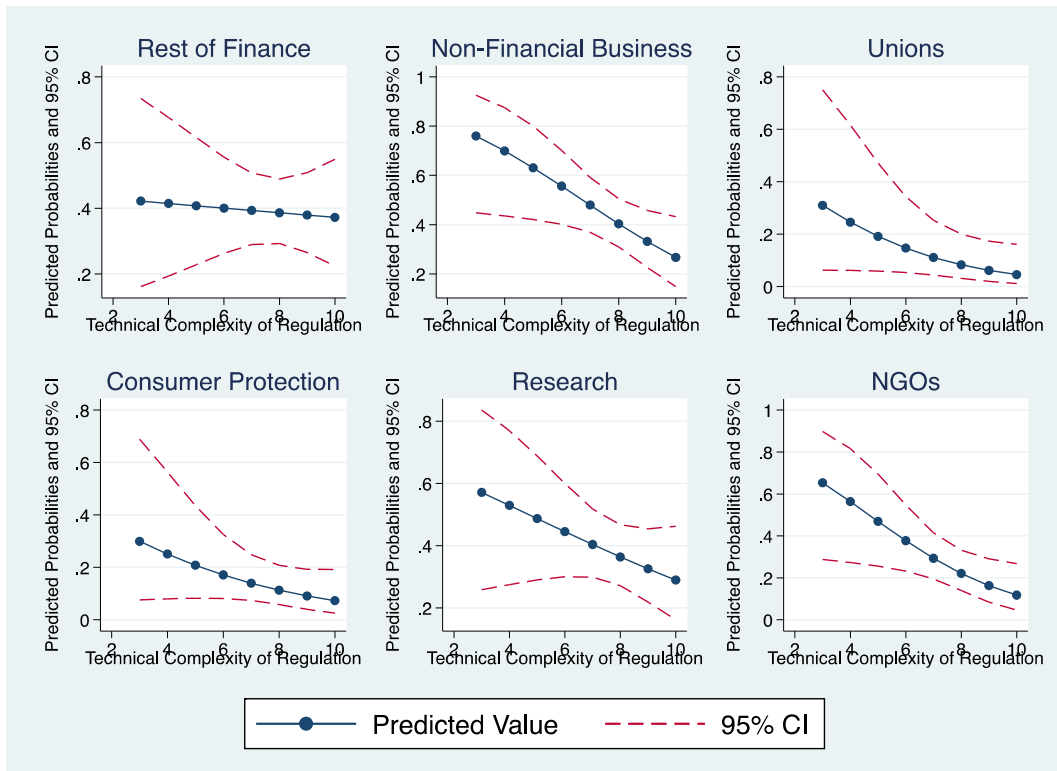 Rest of Finance
Predicted Probabilities and 95% CI
.8
.6
.4
.2
2 4 6 8 10
Technical Complexity of Regulation
Non-Financial Business
Predicted Probabilities and 95% CI
1
.8
.6
.4
.2
2 4 6 8 10
Technical Complexity of Regulation
Unions
Predicted Probabilities and 95% CI
.8
.6
.4
.2
0
2 4 6 8 10
Technical Complexity of Regulation
Consumer Protection
Predicted Probabilities and 95% CI
.8
.6
.4
.2
0
2 4 6 8 10
Technical Complexity of Regulation
Research
Predicted Probabilities and 95% CI
.8
.6
.4
.2
2 4 6 8 10
Technical Complexity of Regulation
NGOs
Predicted Probabilities and 95% CI
1
.8
.6
.4
.2
0
2 4 6 8 10
Technical Complexity of Regulation
Predicted Value
95% CI